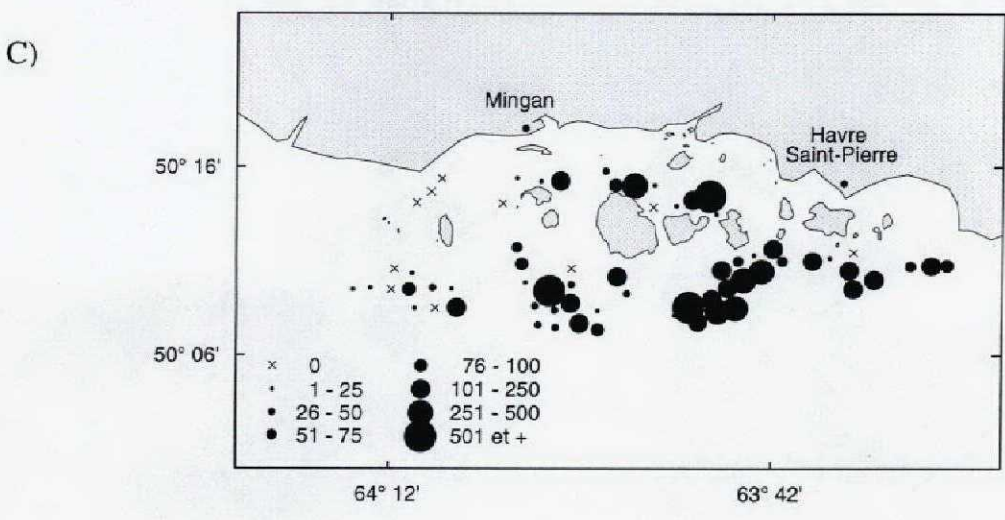 C)
Mingan
Havre
Saint-Pierre
50° 16'
50° 06'
× 0
1 - 25
26 - 50
51 - 75
76 - 100
101 - 250
251 - 500
501 et +
64° 12'
63° 42'